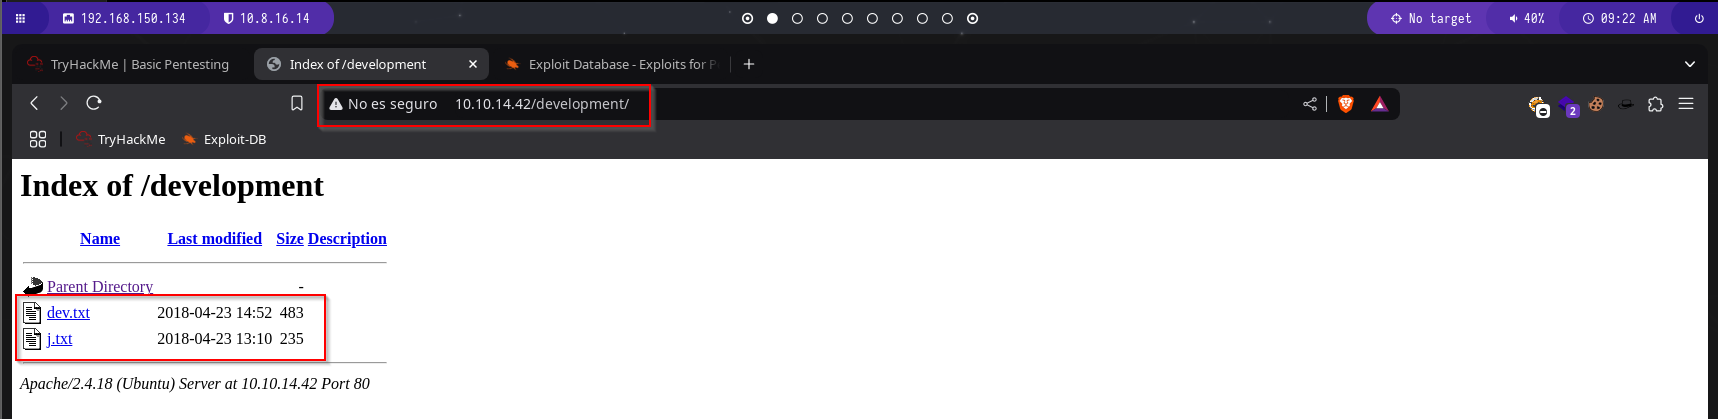 192.168.150.134 10.8.16.14 No target 40% 09:22 AM
TryHackMe | Basic Pentesting Index of /development Exploit Database - Exploits for P
No es seguro 10.10.14.42/development/ 2
TryHackMe Exploit-DB
Index of /development
Name Last modified Size Description
Parent Directory -
dev.txt 2018-04-23 14:52 483
j.txt 2018-04-23 13:10 235
Apache/2.4.18 (Ubuntu) Server at 10.10.14.42 Port 80